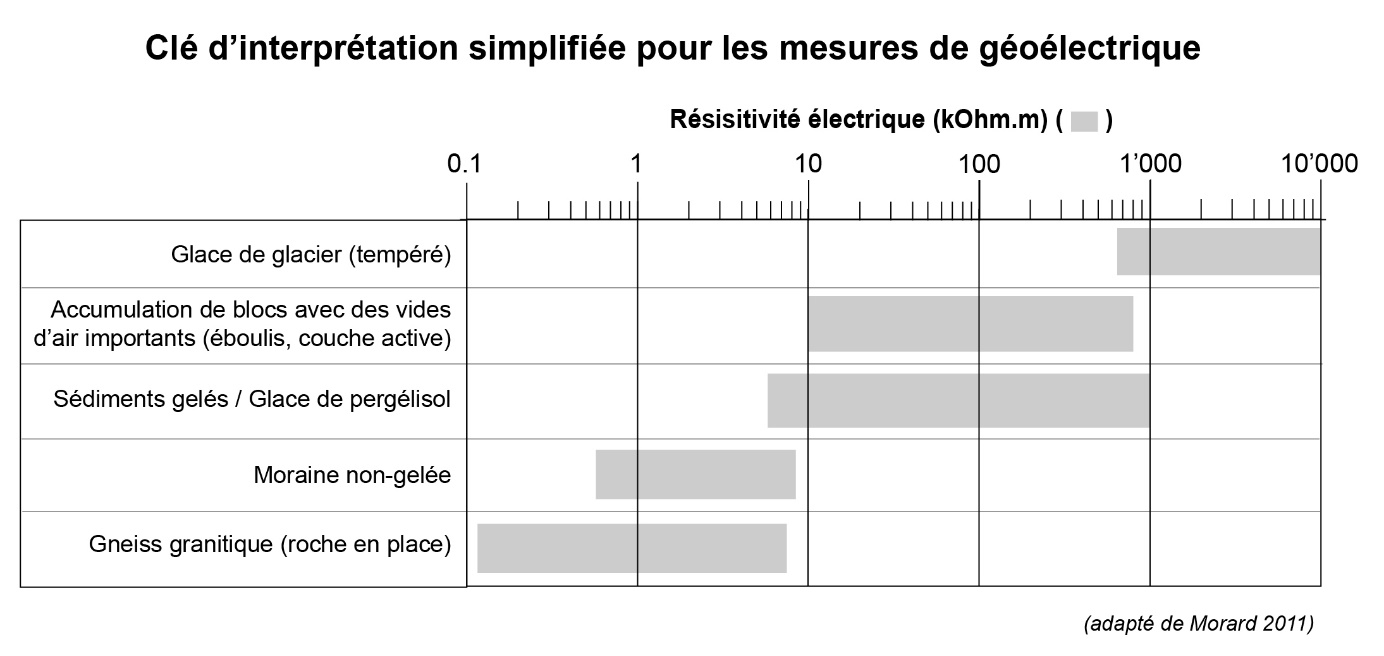 Clé d’interprétation simplifiée pour les mesures de géoélectrique
Résisitivité électrique (kOhm.m) ( )
0.1 1 10 100 1’000 10’000
Glace de glacier (tempéré)
Accumulation de blocs avec des vides
d’air importants (éboulis, couche active)
Sédiments gelés / Glace de pergélisol
Moraine non-gelée
Gneiss granitique (roche en place)
(adapté de Morard 2011)